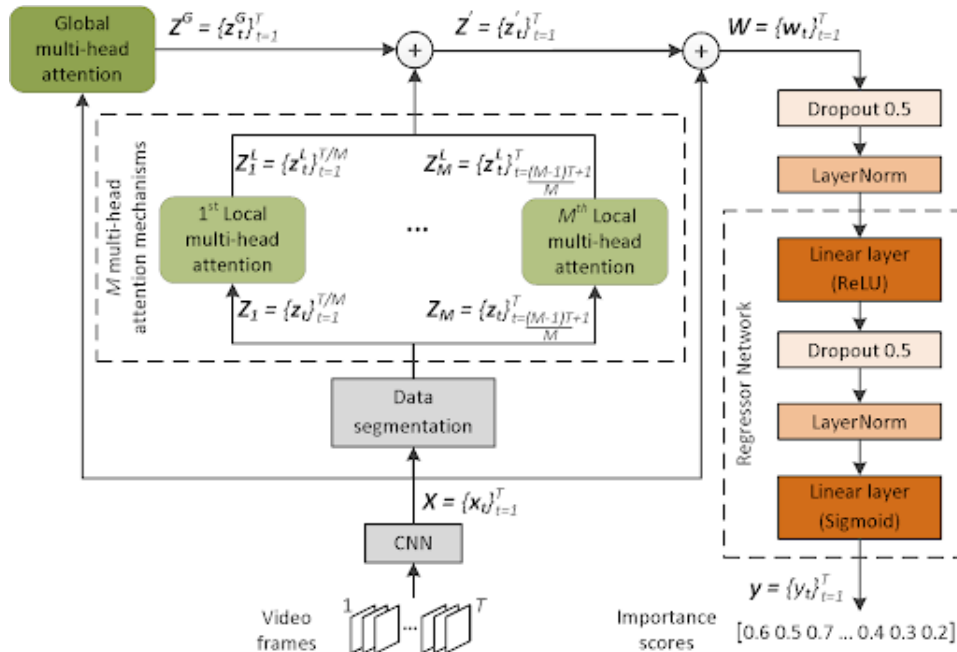 Global
multi-head
attention
Z^G = {z_t^G}_{t=1}^T
+
Z' = {z'_t}_{t=1}^T
+
W = {w_t}_{t=1}^T
Dropout 0.5
LayerNorm
M multi-head
attention mechanisms
Z_1^L = {z_t^L}_{t=1}^{T/M}
Z_M^L = {z_t^L}_{t=\frac{(M-1)T+1}{M}}^T
1st Local
multi-head
attention
...
Mth Local
multi-head
attention
Z_1 = {z_t}_{t=1}^{T/M}
Z_M = {z_t}_{t=\frac{(M-1)T+1}{M}}^T
Data
segmentation
X = {x_t}_{t=1}^T
CNN
Video
frames
1
...
T
Regressor Network
Linear layer
(ReLU)
Dropout 0.5
LayerNorm
Linear layer
(Sigmoid)
y = {y_t}_{t=1}^T
Importance
scores
[0.6 0.5 0.7 ... 0.4 0.3 0.2]